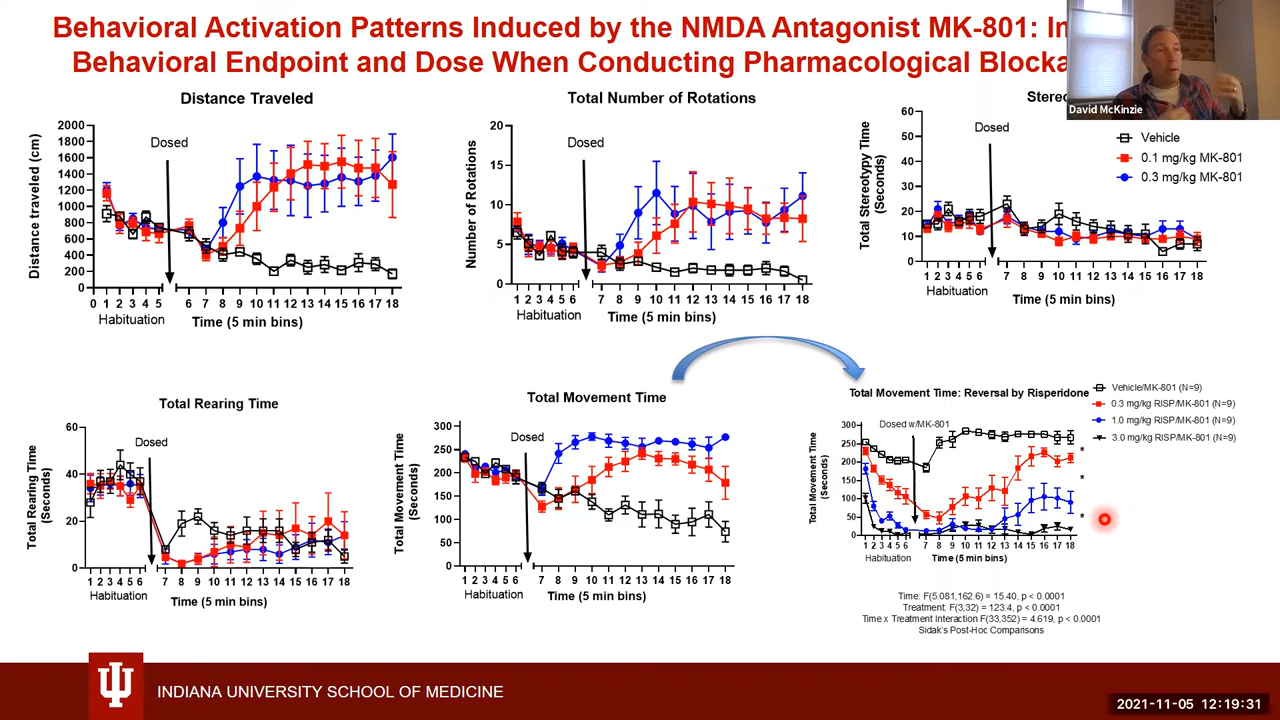 Behavioral Activation Patterns Induced by the NMDA Antagonist MK-801:
Behavioral Endpoint and Dose When Conducting Pharmacological
David McKinzie
Distance Traveled
Distance traveled (cm)
2000
1800
1600
1400
1200
1000
800
600
400
200
0
Dosed
0 1 2 3 4 5 6 7 8 9 10 11 12 13 14 15 16 17 18
Habituation
Time (5 min bins)
Total Number of Rotations
Number of Rotations
20
15
10
5
0
Dosed
1 2 3 4 5 6 7 8 9 10 11 12 13 14 15 16 17 18
Habituation
Time (5 min bins)
Total Stereotypy Time
(Seconds)
60
50
40
30
20
10
0
Dosed
Vehicle
0.1 mg/kg MK-801
0.3 mg/kg MK-801
1 2 3 4 5 6 7 8 9 10 11 12 13 14 15 16 17 18
Habituation
Time (5 min bins)
Total Rearing Time
Total Rearing Time
(Seconds)
60
40
20
0
Dosed
1 2 3 4 5 6 7 8 9 10 11 12 13 14 15 16 17 18
Habituation
Time (5 min bins)
Total Movement Time
Total Movement Time
(Seconds)
300
250
200
150
100
50
0
Dosed
1 2 3 4 5 6 7 8 9 10 11 12 13 14 15 16 17 18
Habituation
Time (5 min bins)
Total Movement Time: Reversal by Risperidone
Total Movement Time
(Seconds)
300
250
200
150
100
50
0
Dosed w/MK-801
Vehicle/MK-801 (N=9)
0.3 mg/kg RISP/MK-801 (N=9)
1.0 mg/kg RISP/MK-801 (N=9)
3.0 mg/kg RISP/MK-801 (N=9)
*
*
*
1 2 3 4 5 6 7 8 9 10 11 12 13 14 15 16 17 18
Habituation
Time (5 min bins)
Time: F(5.081,162.6) = 15.40, p < 0.0001
Treatment: F(3,32) = 123.4, p < 0.0001
Time x Treatment Interaction F(33,352) = 4.619, p < 0.0001
Sidak's Post-Hoc Comparisons
INDIANA UNIVERSITY SCHOOL OF MEDICINE
2021-11-05 12:19:31